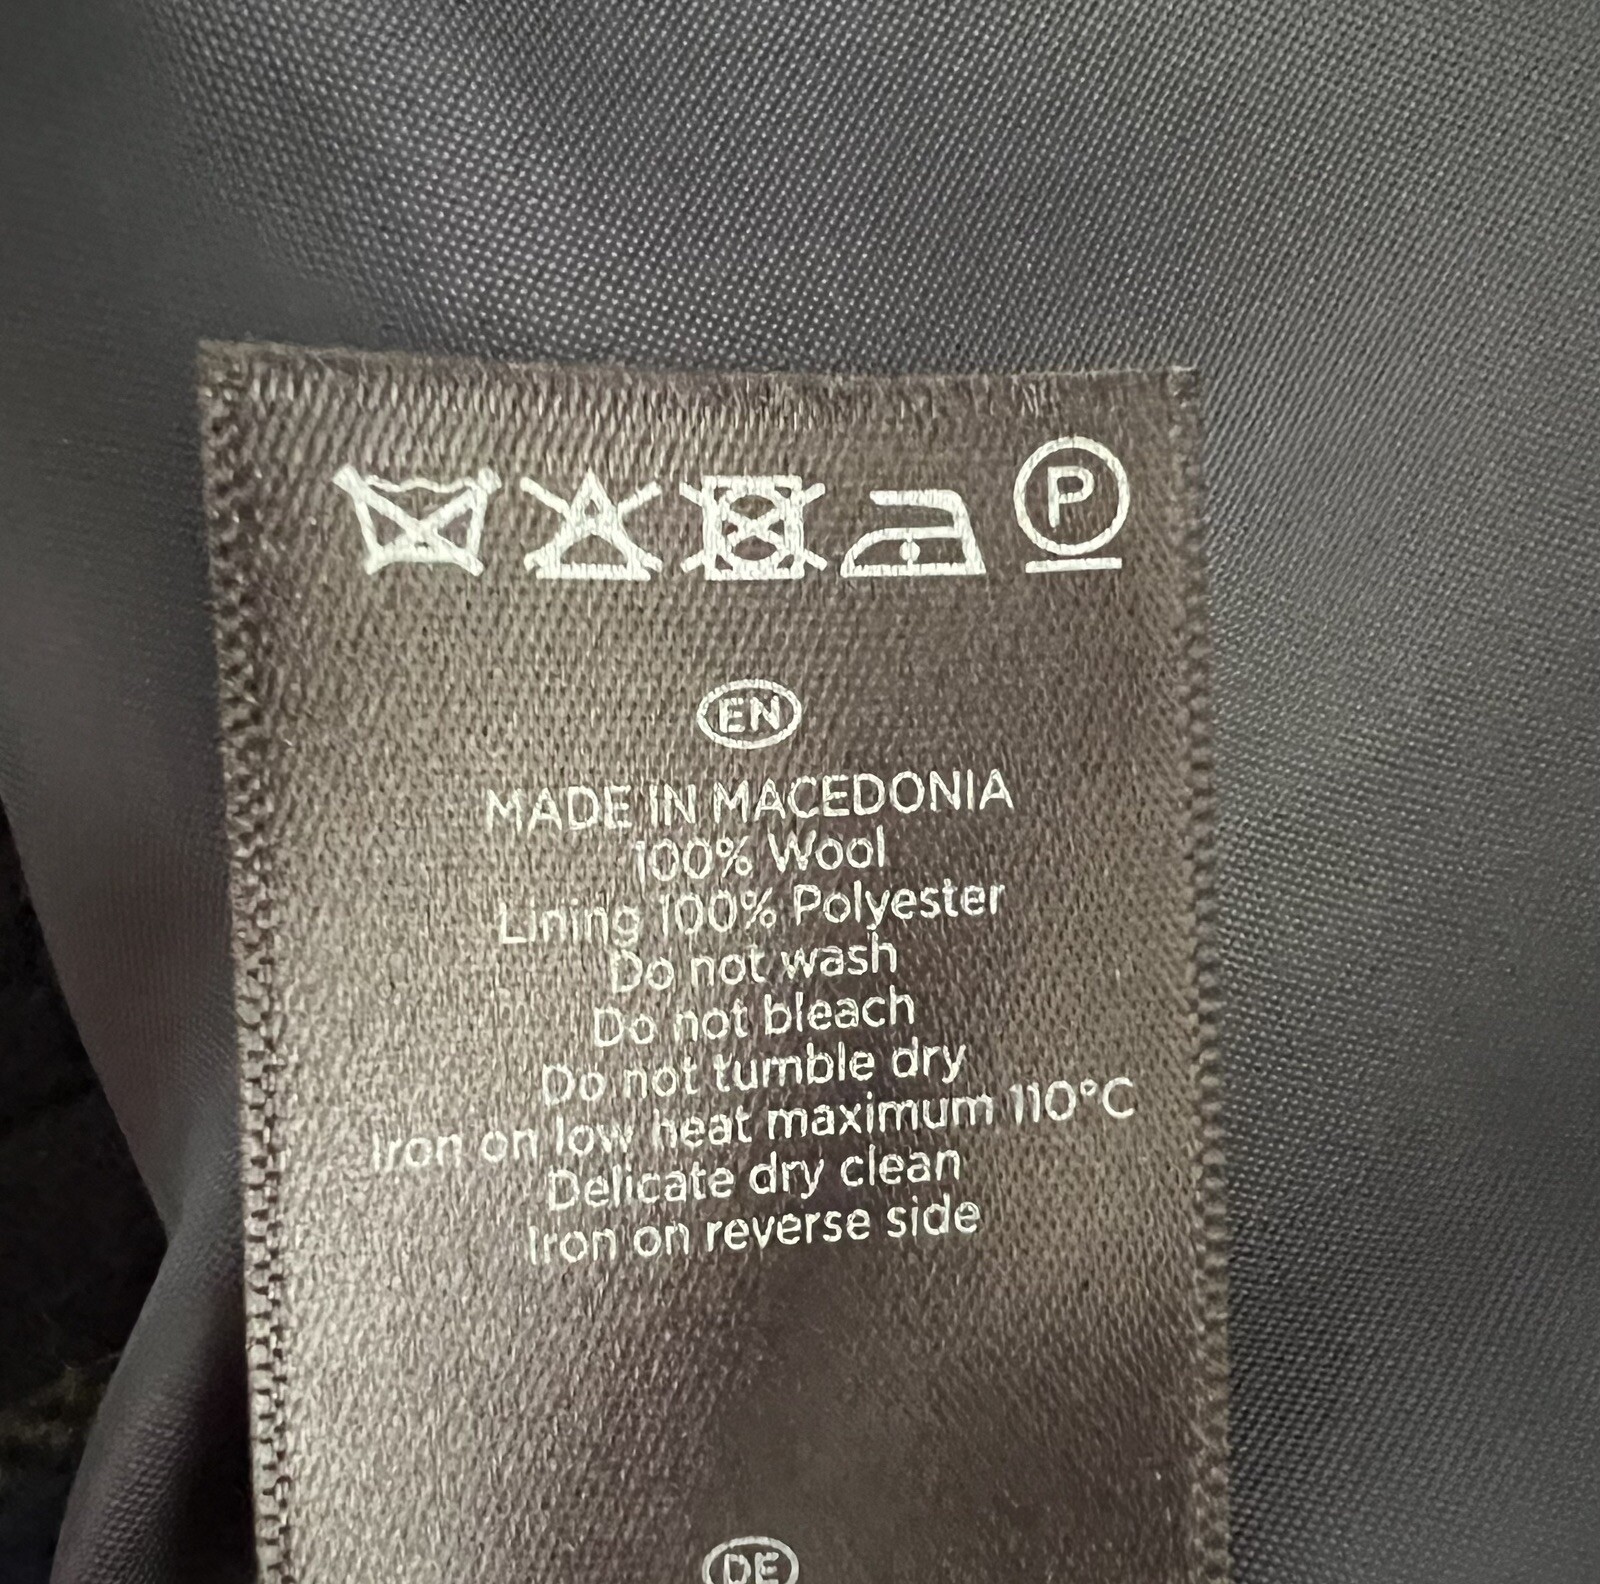 P
EN
MADE IN MACEDONIA
100% Wool
Lining 100% Polyester
Do not wash
Do not bleach
Do not tumble dry
Iron on low heat maximum 110°C
Delicate dry clean
Iron on reverse side
DE